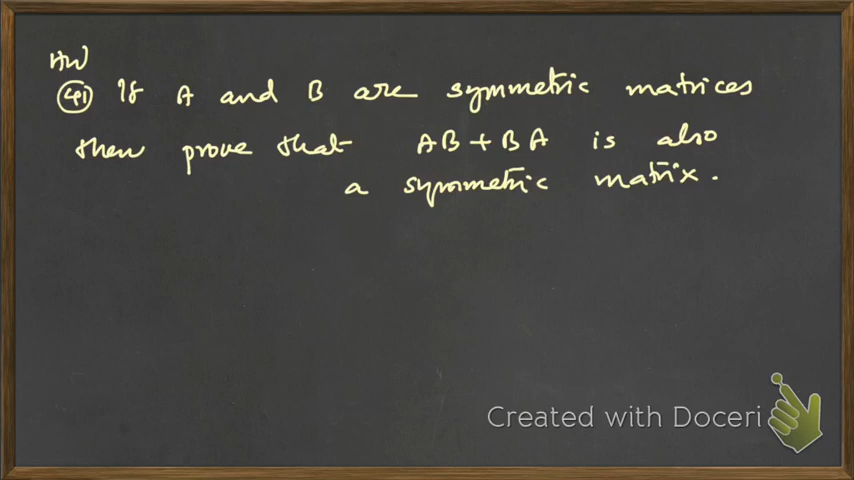 HW
(41) If A and B are symmetric matrices
then prove that AB + BA is also
a symmetric matrix.
Created with Doceri